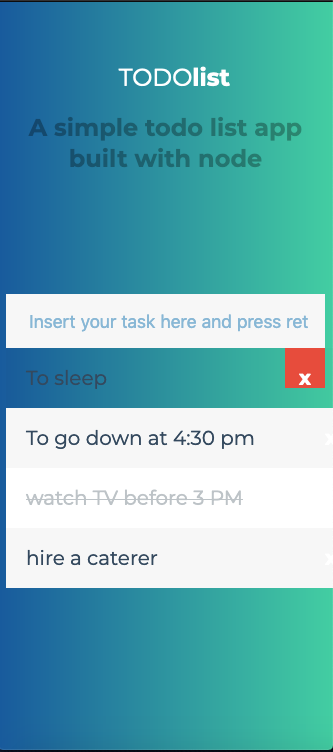 TODOlist
A simple todo list app
built with node
Insert your task here and press ret
To sleep x
To go down at 4:30 pm x
watch TV before 3 PM
hire a caterer x